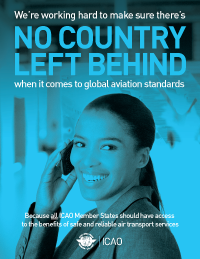 We're working hard to make sure there's
NO COUNTRY
LEFT BEHIND
when it comes to global aviation standards
Because all ICAO Member States should have access
to the benefits of safe and reliable air transport services
ICAO